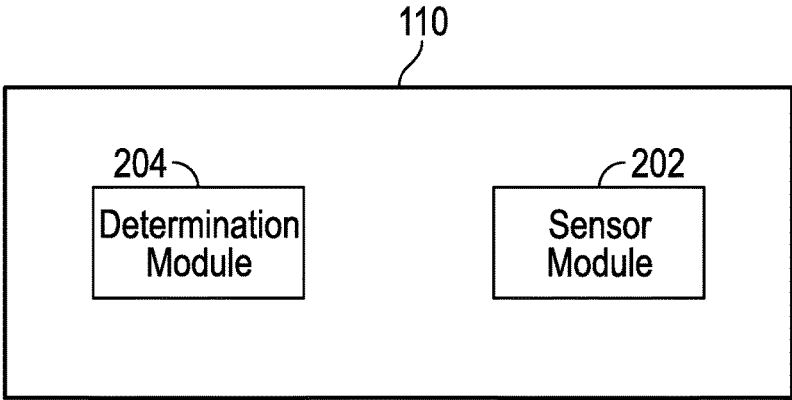 110
204
202
Determination
Module
Sensor
Module